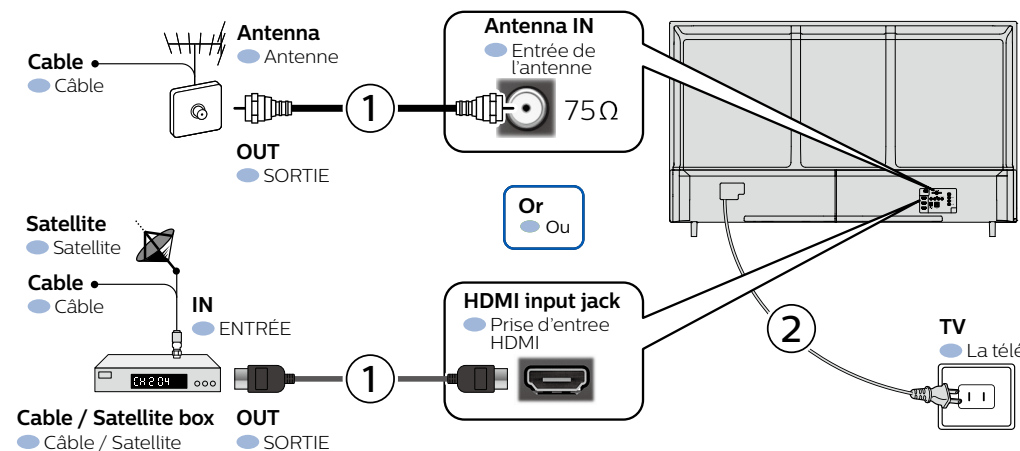 Antenna
Antenne
Cable
Câble
1
OUT
SORTIE
Antenna IN
Entrée de
l'antenne
75Ω
Or
Ou
Satellite
Satellite
Cable
Câble
IN
ENTRÉE
CH204
Cable / Satellite box
Câble / Satellite
OUT
SORTIE
1
HDMI input jack
Prise d'entree
HDMI
2
TV
La télé